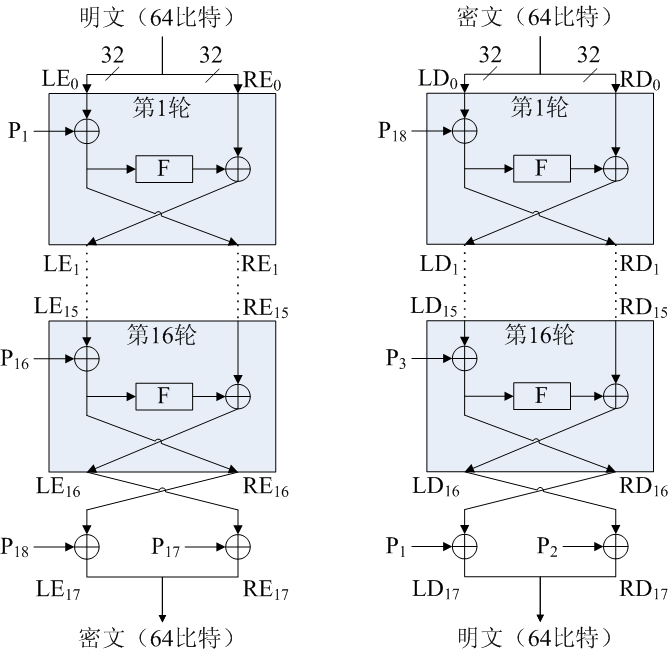 明文（64比特）
32 32
LE0 RE0
第1轮
P1
F
LE1 RE1
LE15 RE15
第16轮
P16
F
LE16 RE16
P18 P17
LE17 RE17
密文（64比特）
密文（64比特）
32 32
LD0 RD0
第1轮
P18
F
LD1 RD1
LD15 RD15
第16轮
P3
F
LD16 RD16
P1 P2
LD17 RD17
明文（64比特）